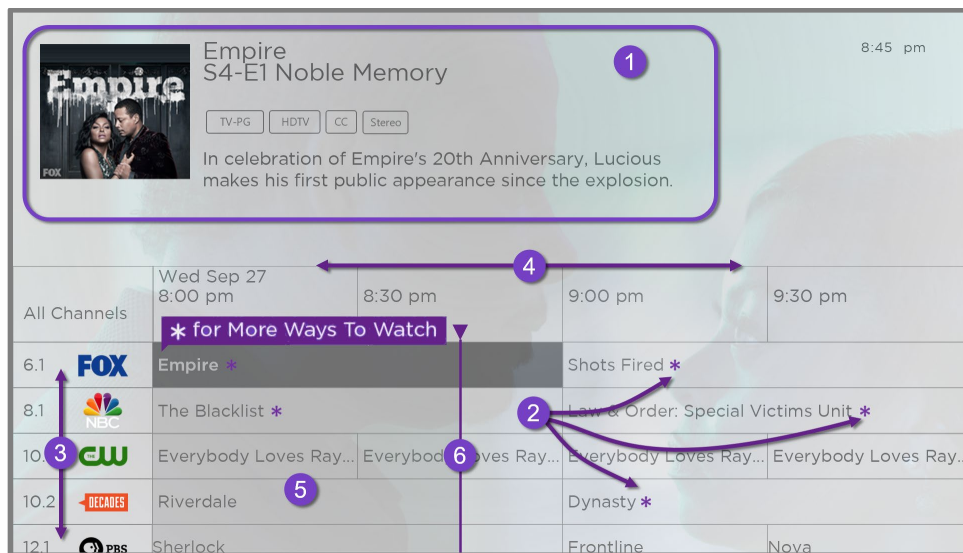 Empire
S4-E1 Noble Memory
1
8:45 pm
Empire
FOX
TV-PG HDTV CC Stereo
In celebration of Empire's 20th Anniversary, Lucious
makes his first public appearance since the explosion.
4
Wed Sep 27
All Channels 8:00 pm 8:30 pm 9:00 pm 9:30 pm
* for More Ways To Watch
6.1 FOX Empire * Shots Fired *
8.1 NBC The Blacklist * 2 Law & Order: Special Victims Unit *
10. 3 THE CW Everybody Loves Ray... Everybody 6 oves Ray... Everybody Loves Ray... Everybody Loves Ray...
10.2 DECADES Riverdale 5 Dynasty *
12.1 PBS Sherlock Frontline Nova